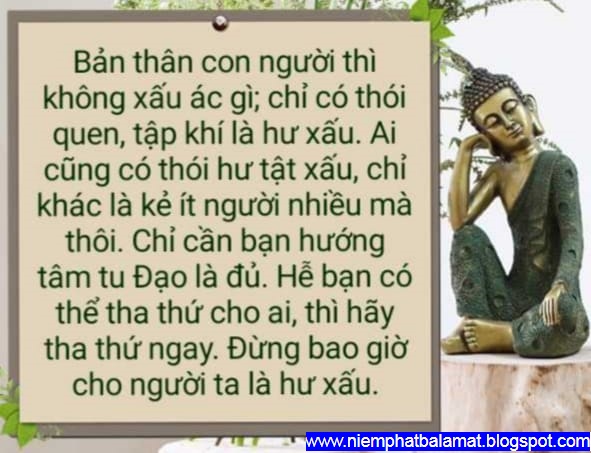 Bản thân con người thì
không xấu ác gì; chỉ có thói
quen, tập khí là hư xấu. Ai
cũng có thói hư tật xấu, chỉ
khác là kẻ ít người nhiều mà
thôi. Chỉ cần bạn hướng
tâm tu Đạo là đủ. Hễ bạn có
thể tha thứ cho ai, thì hãy
tha thứ ngay. Đừng bao giờ
cho người ta là hư xấu.
www.niemphatbalamat.blogspot.com